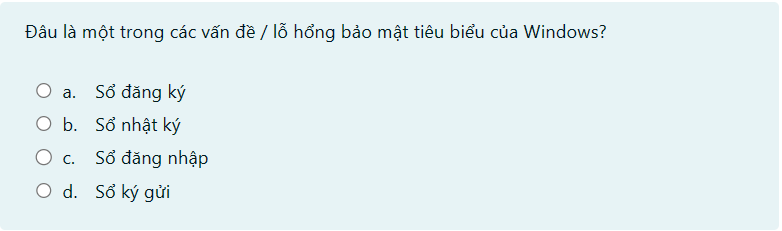 Đâu là một trong các vấn đề / lỗ hổng bảo mật tiêu biểu của Windows?
a. Sổ đăng ký
b. Sổ nhật ký
c. Sổ đăng nhập
d. Sổ ký gửi